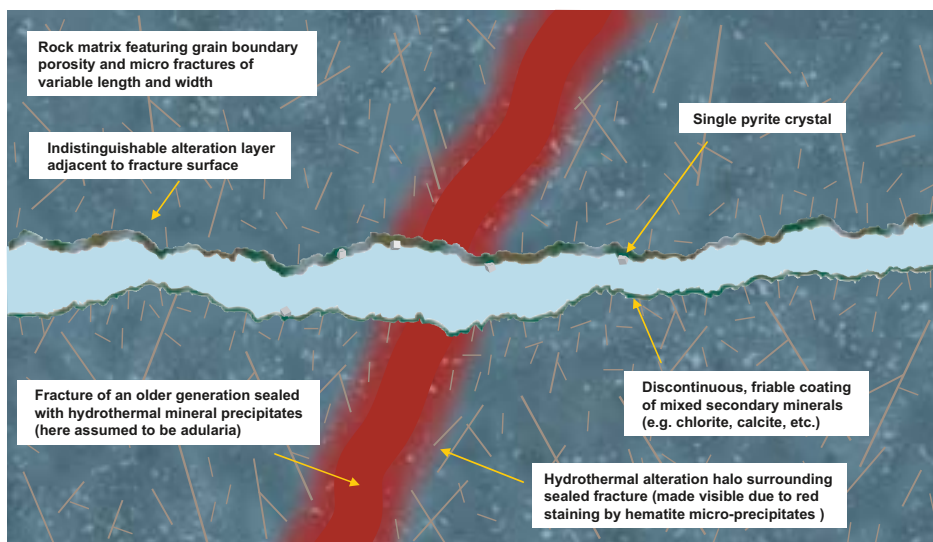 Rock matrix featuring grain boundary
porosity and micro fractures of
variable length and width
Single pyrite crystal
Indistinguishable alteration layer
adjacent to fracture surface
Fracture of an older generation sealed
with hydrothermal mineral precipitates
(here assumed to be adularia)
Discontinuous, friable coating
of mixed secondary minerals
(e.g. chlorite, calcite, etc.)
Hydrothermal alteration halo surrounding
sealed fracture (made visible due to red
staining by hematite micro-precipitates )